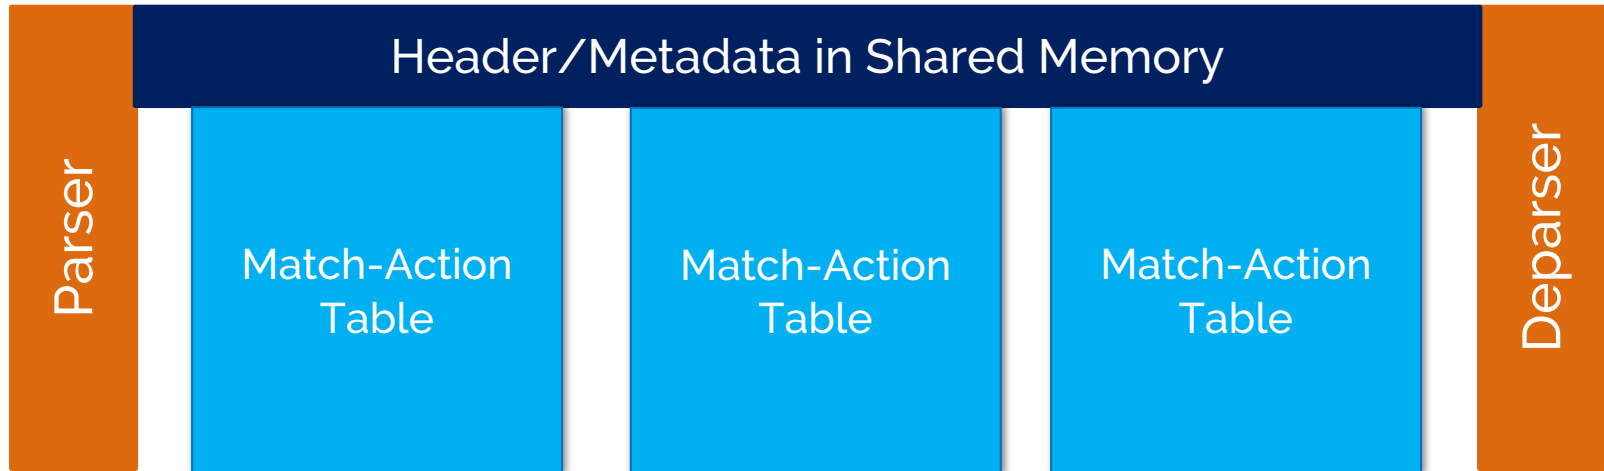 Header/Metadata in Shared Memory
Parser
Match-Action
Table
Match-Action
Table
Match-Action
Table
Deparser